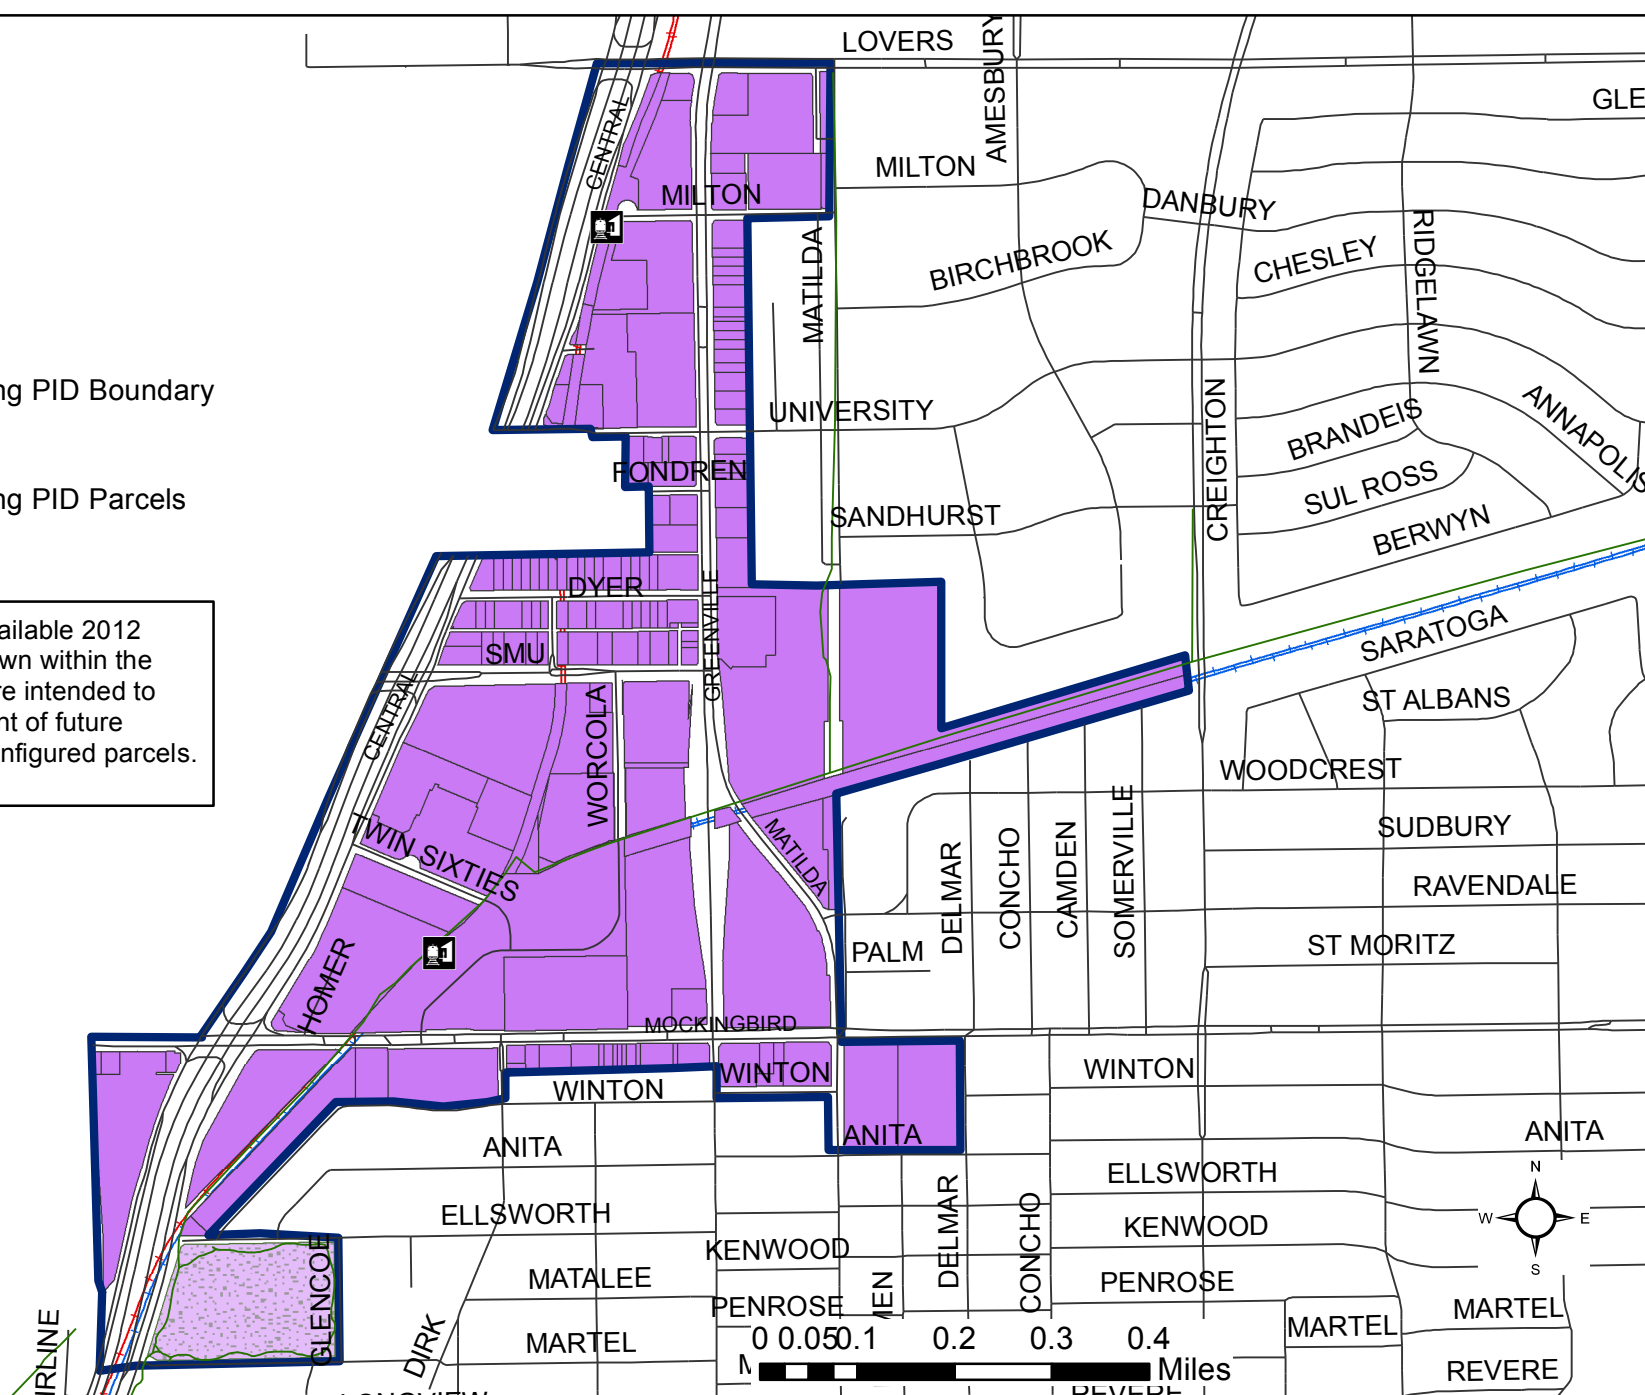 LOVERS
AMESBURY
GLE
CENTRAL
MILTON
MILTON
DANBURY
RIDGELAWN
MATILDA
BIRCHBROOK
CHESLEY
ng PID Boundary
UNIVERSITY
CREIGHTON
BRANDEIS
ANNAPOLIS
FONDREN
ng PID Parcels
SUL ROSS
SANDHURST
BERWYN
DYER
GREENVILLE
ailable 2012
wn within the
re intended to
nt of future
nfigured parcels.
SMU
SARATOGA
CENTRAL
WORCOLA
ST ALBANS
WOODCREST
TWIN SIXTIES
MATILDA
DELMAR
CONCHO
CAMDEN
SOMERVILLE
SUDBURY
RAVENDALE
HOMER
PALM
ST MORITZ
MOCKINGBIRD
WINTON
WINTON
WINTON
ANITA
ANITA
ANITA
ELLSWORTH
N
W
E
S
ELLSWORTH
DELMAR
CONCHO
KENWOOD
KENWOOD
GLENCOE
MATALEE
PENROSE
PENROSE
MEN
MARTEL
MARTEL
MARTEL
IRLINE
DIRK
0 0.05 0.1 0.2 0.3 0.4
Miles
REVERE
LONGVIEW
REVERE